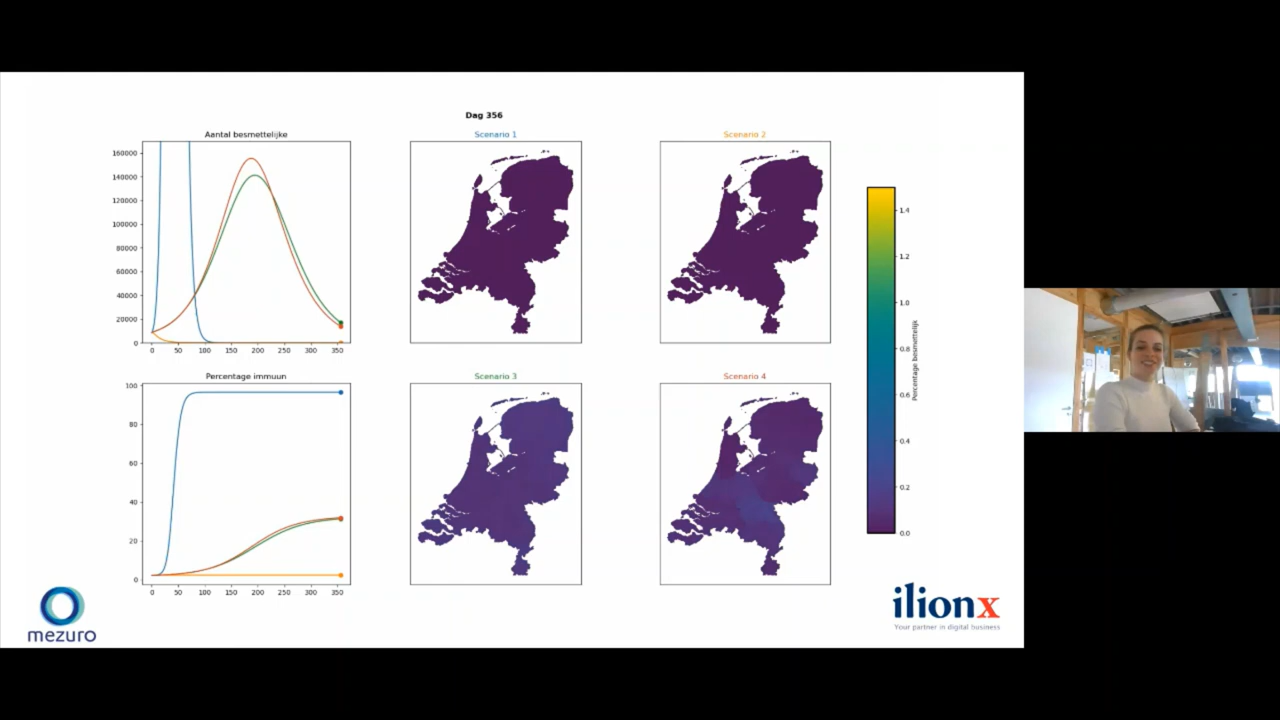 Dag 356
Aantal besmettelijke
160000
140000
120000
100000
80000
60000
40000
20000
0
0 50 100 150 200 250 300 350
Scenario 1
Scenario 2
Percentage immuun
100
80
60
40
20
0
0 50 100 150 200 250 300 350
Scenario 3
Scenario 4
1.4
1.2
1.0
0.8
0.6
0.4
0.2
0.0
Percentage besmettelijk
mezuro
ilionx
Your partner in digital business